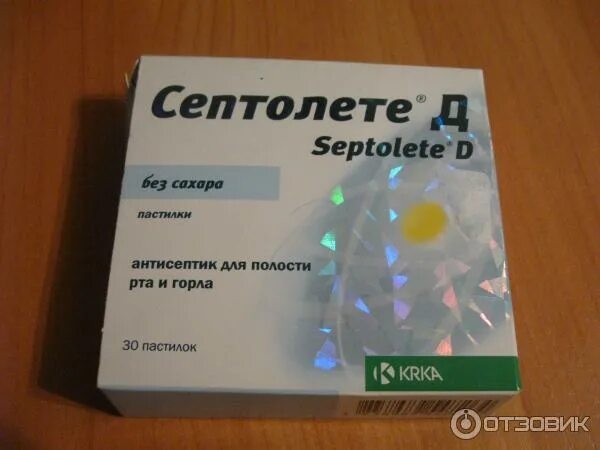 Септолете® Д
Septolete® D
без сахара
пастилки
антисептик для полости
рта и горла
30 пастилок
KRKA
ОТЗОВИК